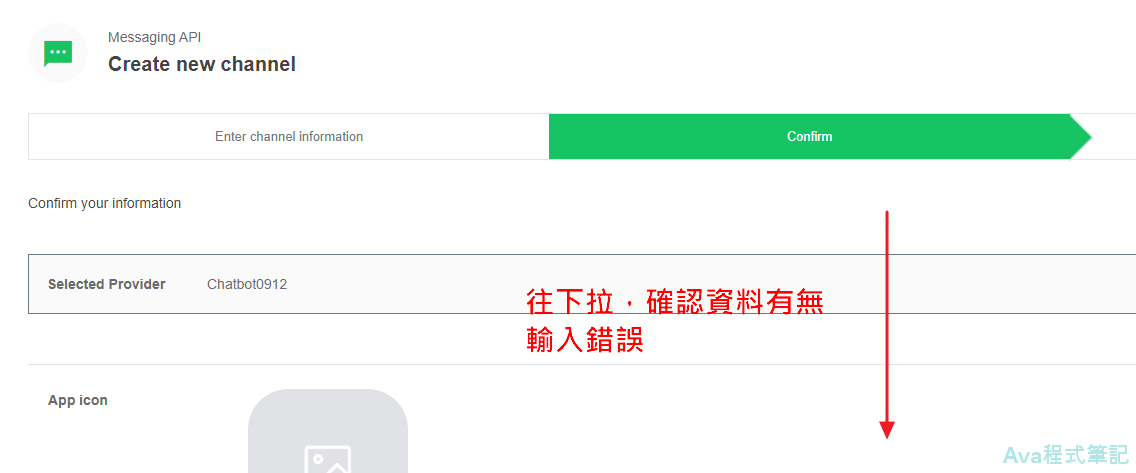 Messaging API
Create new channel
Enter channel information
Confirm
Confirm your information
Selected Provider
Chatbot0912
往下拉，確認資料有無
輸入錯誤
App icon
Ava程式筆記